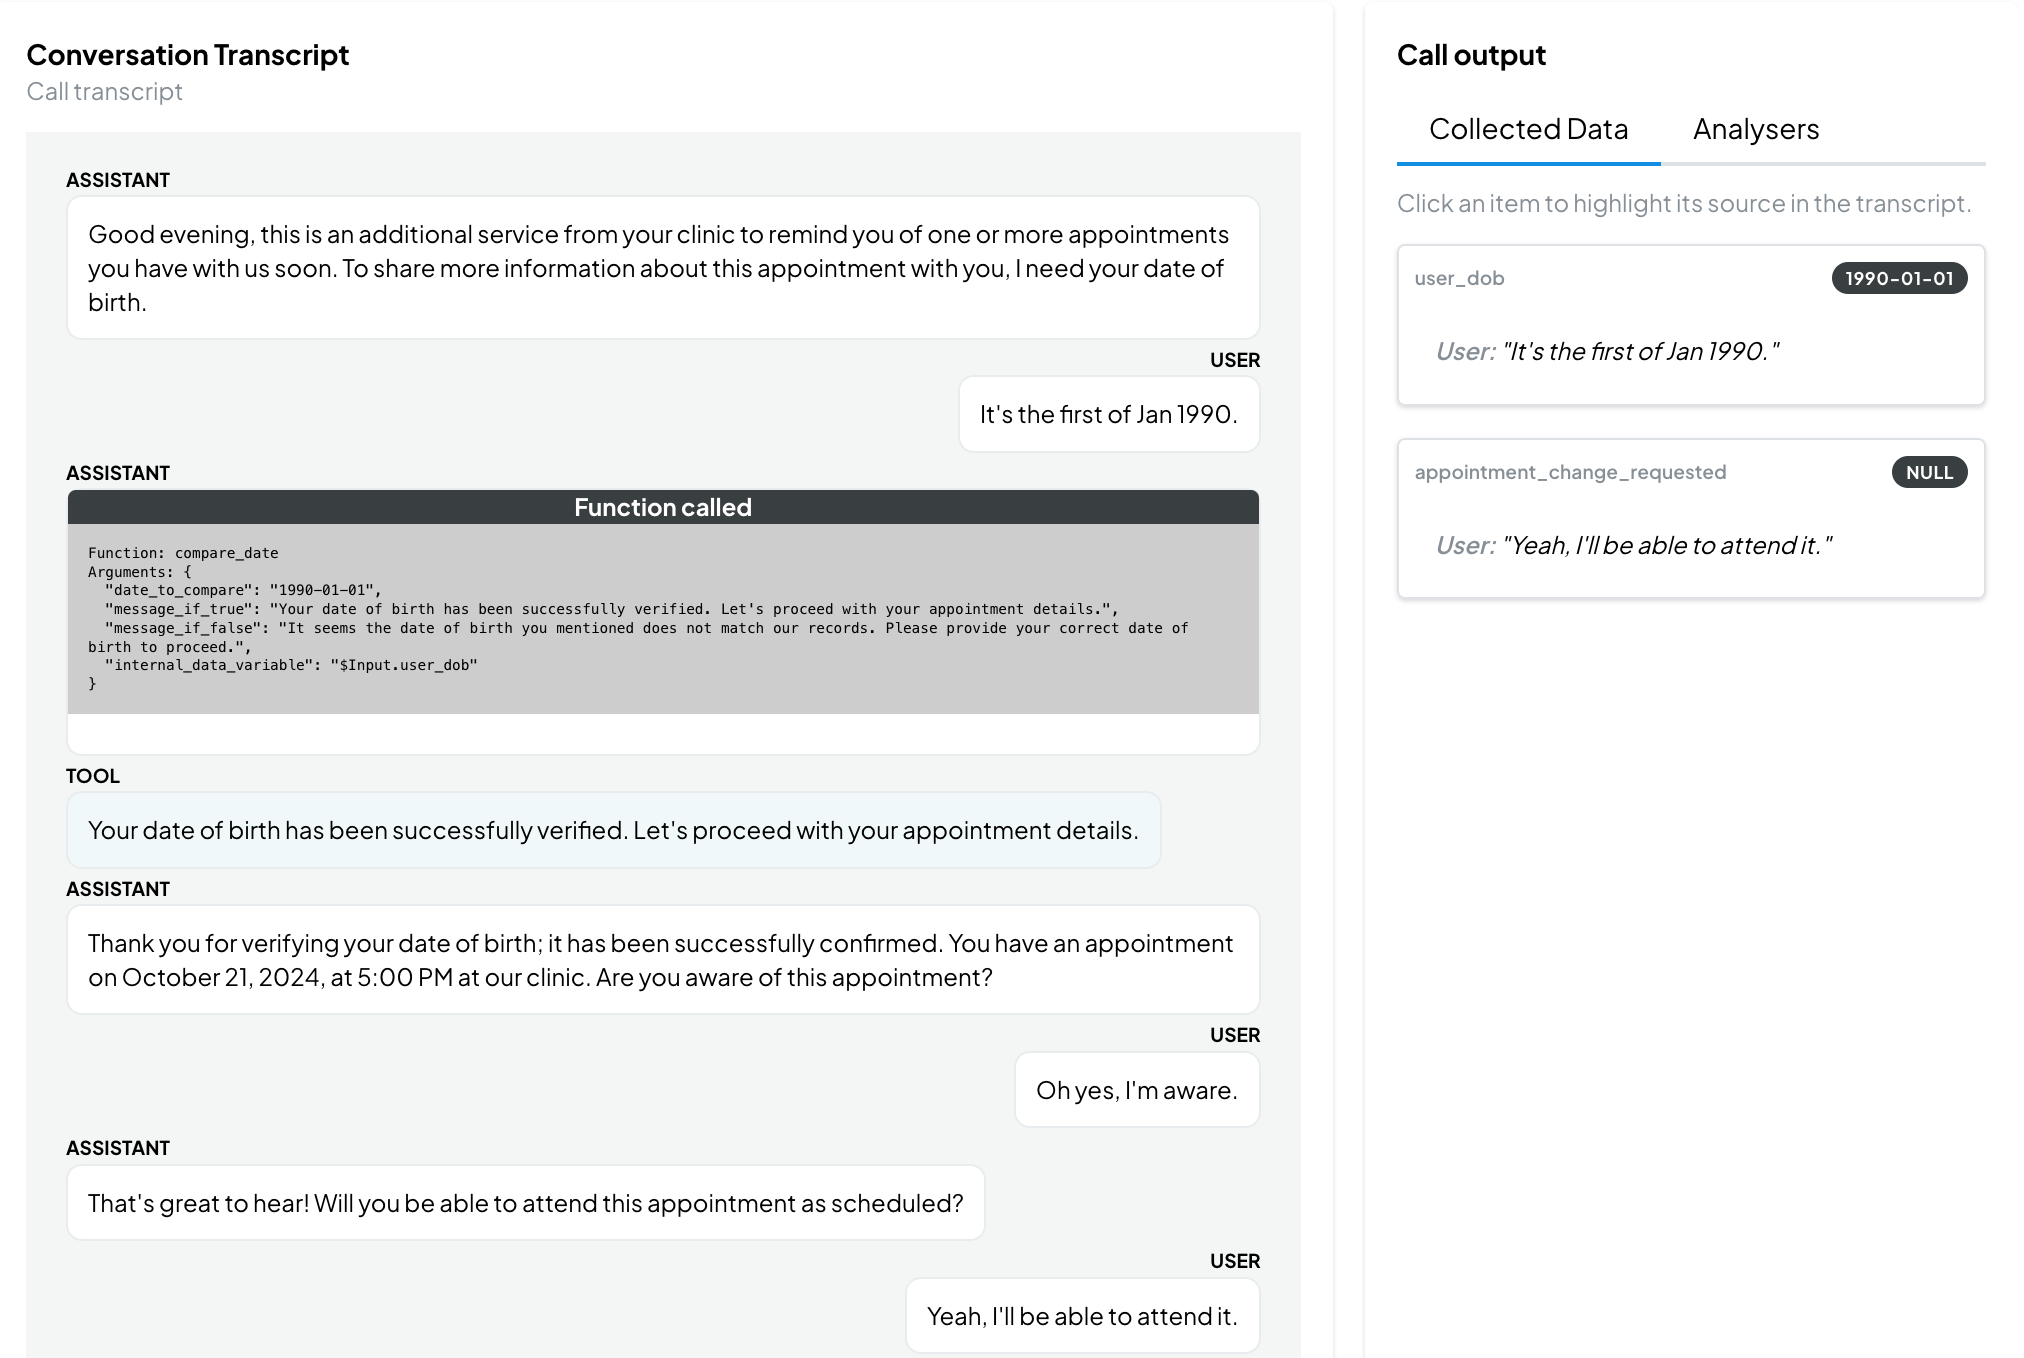 Conversation Transcript
Call transcript
ASSISTANT
Good evening, this is an additional service from your clinic to remind you of one or more appointments
you have with us soon. To share more information about this appointment with you, I need your date of
birth.
USER
It's the first of Jan 1990.
ASSISTANT
Function called
Function: compare_date
Arguments: {
  "date_to_compare": "1990-01-01",
  "message_if_true": "Your date of birth has been successfully verified. Let's proceed with your appointment details.",
  "message_if_false": "It seems the date of birth you mentioned does not match our records. Please provide your correct date of
birth to proceed.",
  "internal_data_variable": "$Input.user_dob"
}
TOOL
Your date of birth has been successfully verified. Let's proceed with your appointment details.
ASSISTANT
Thank you for verifying your date of birth; it has been successfully confirmed. You have an appointment
on October 21, 2024, at 5:00 PM at our clinic. Are you aware of this appointment?
USER
Oh yes, I'm aware.
ASSISTANT
That's great to hear! Will you be able to attend this appointment as scheduled?
USER
Yeah, I'll be able to attend it.
Call output
Collected Data
Analysers
Click an item to highlight its source in the transcript.
user_dob
1990-01-01
User: "It's the first of Jan 1990."
appointment_change_requested
NULL
User: "Yeah, I'll be able to attend it."